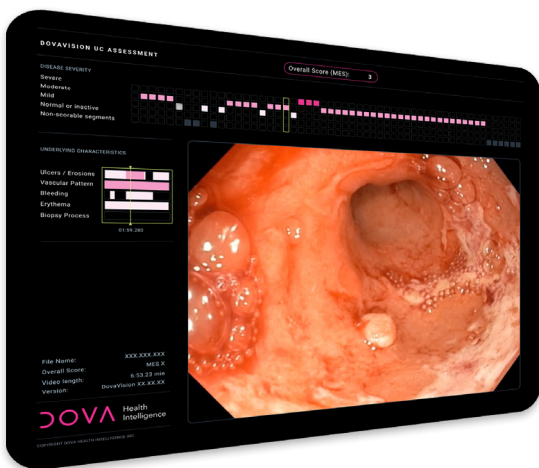 DOVAVISION UC ASSESSMENT
Overall Score (MES): 3
DISEASE SEVERITY
Severe
Moderate
Mild
Normal or inactive
Non-scorable segments
UNDERLYING CHARACTERISTICS
Ulcers / Erosions
Vascular Pattern
Bleeding
Erythema
Biopsy Process
01:59.280
File Name: XXX.XXX.XXX
Overall Score: MES X
Video length: 6:53.23 min
Version: DovaVision XX.XX.XX
DOVA Health
Intelligence
COPYRIGHT DOVA HEALTH INTELLIGENCE INC